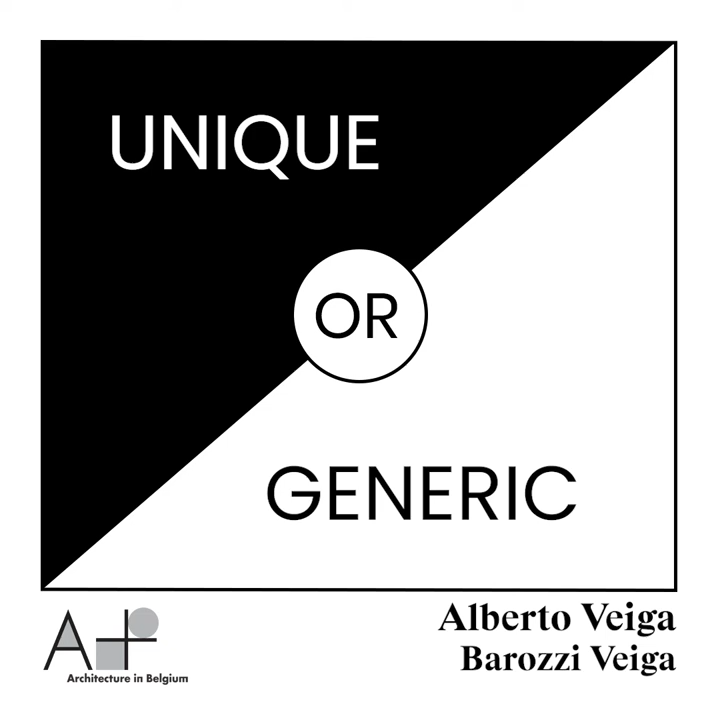 UNIQUE
OR
GENERIC
A+
Architecture in Belgium
Alberto Veiga
Barozzi Veiga